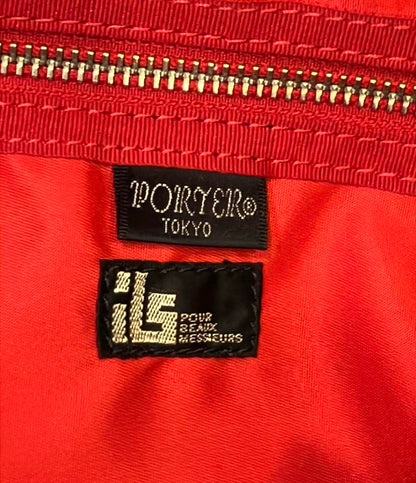 PORTER®
TOKYO
ils
POUR
BEAUX
MESSIEURS